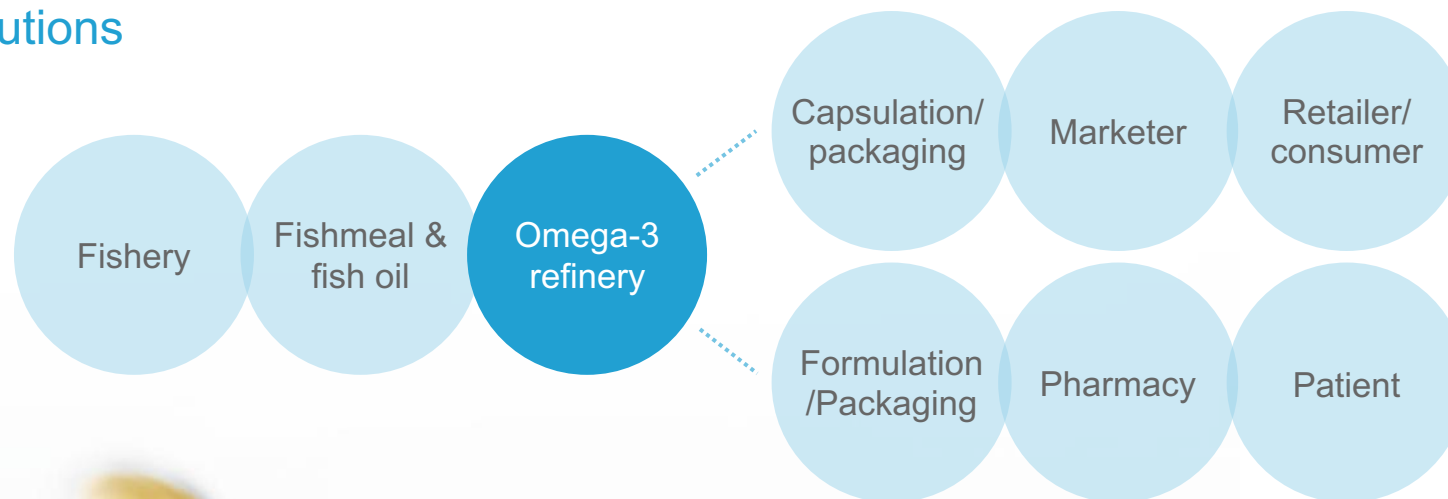 utions
Fishery
Fishmeal &
fish oil
Omega-3
refinery
Capsulation/
packaging
Marketer
Retailer/
consumer
Formulation
/Packaging
Pharmacy
Patient